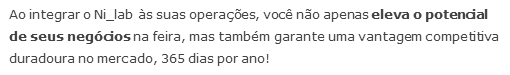 Ao integrar o Ni_lab às suas operações, você não apenas eleva o potencial
de seus negócios na feira, mas também garante uma vantagem competitiva
duradoura no mercado, 365 dias por ano!